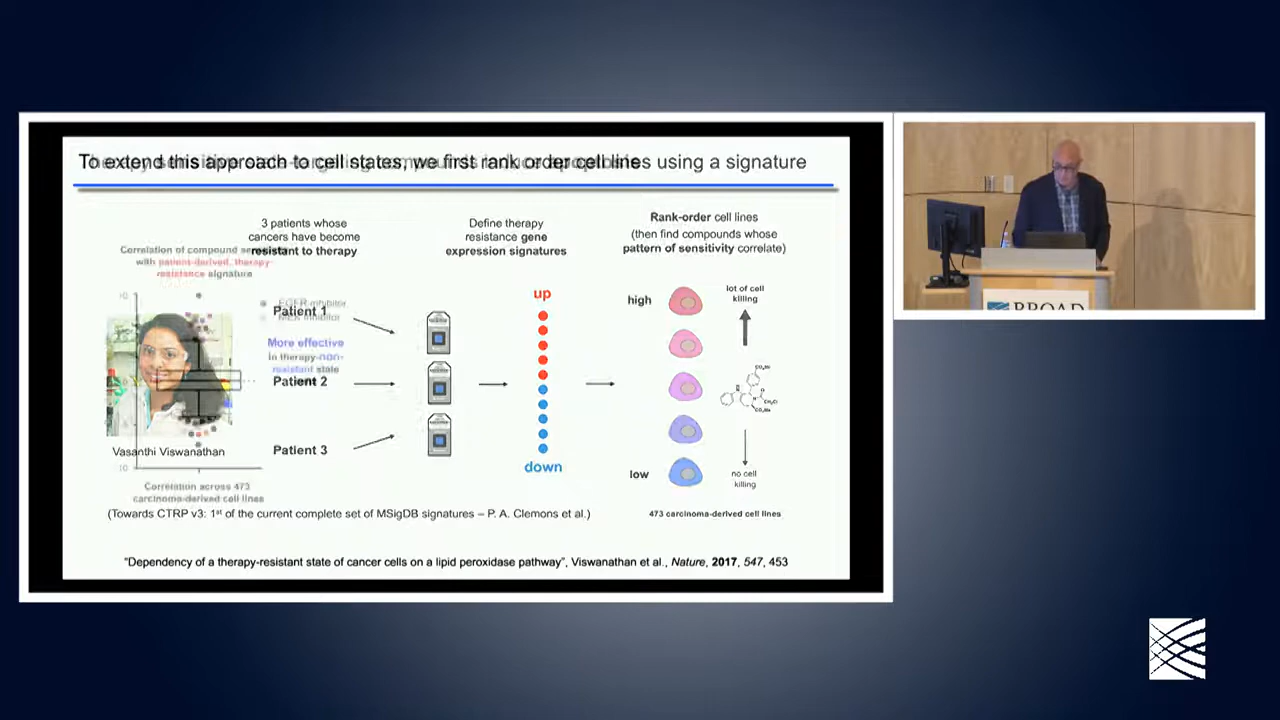 To extend this approach to cell states, we first rank order cell lines using a signature
3 patients whose
cancers have become
resistant to therapy
Define therapy
resistance gene
expression signatures
Rank-order cell lines
(then find compounds whose
pattern of sensitivity correlate)
Correlation of compound
with patient-derived, therapy-
resistance signature
EGFR inhibitor
MEK inhibitor
More effective
in therapy-non-
resistant state
Patient 1
Patient 2
Patient 3
up
down
high
low
lot of cell
killing
no cell
killing
Vasanthi Viswanathan
Correlation across 473
carcinoma-derived cell lines
(Towards CTRP v3: 1st of the current complete set of MSigDB signatures – P. A. Clemons et al.)
473 carcinoma-derived cell lines
"Dependency of a therapy-resistant state of cancer cells on a lipid peroxidase pathway", Viswanathan et al., Nature, 2017, 547, 453
BROAD